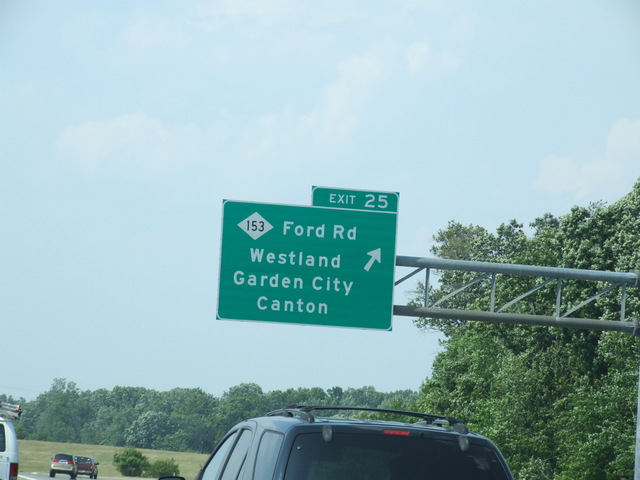 EXIT 25
153 Ford Rd
Westland
Garden City
Canton